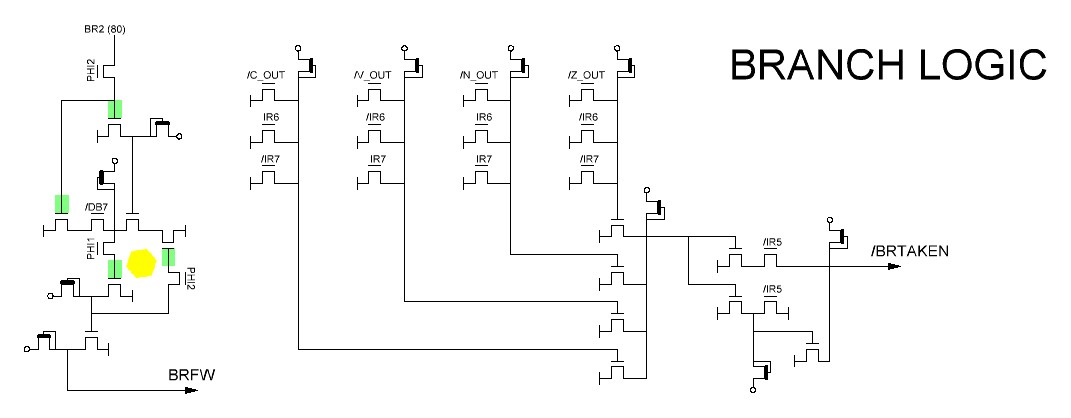 BR2 (80)
BRANCH LOGIC
PHI2
/C_OUT
/V_OUT
/N_OUT
/Z_OUT
IR6
/IR6
IR6
/IR6
/IR7
IR7
IR7
/IR7
/DB7
PHI1
PHI2
/IR5
/BRTAKEN
/IR5
BRFW